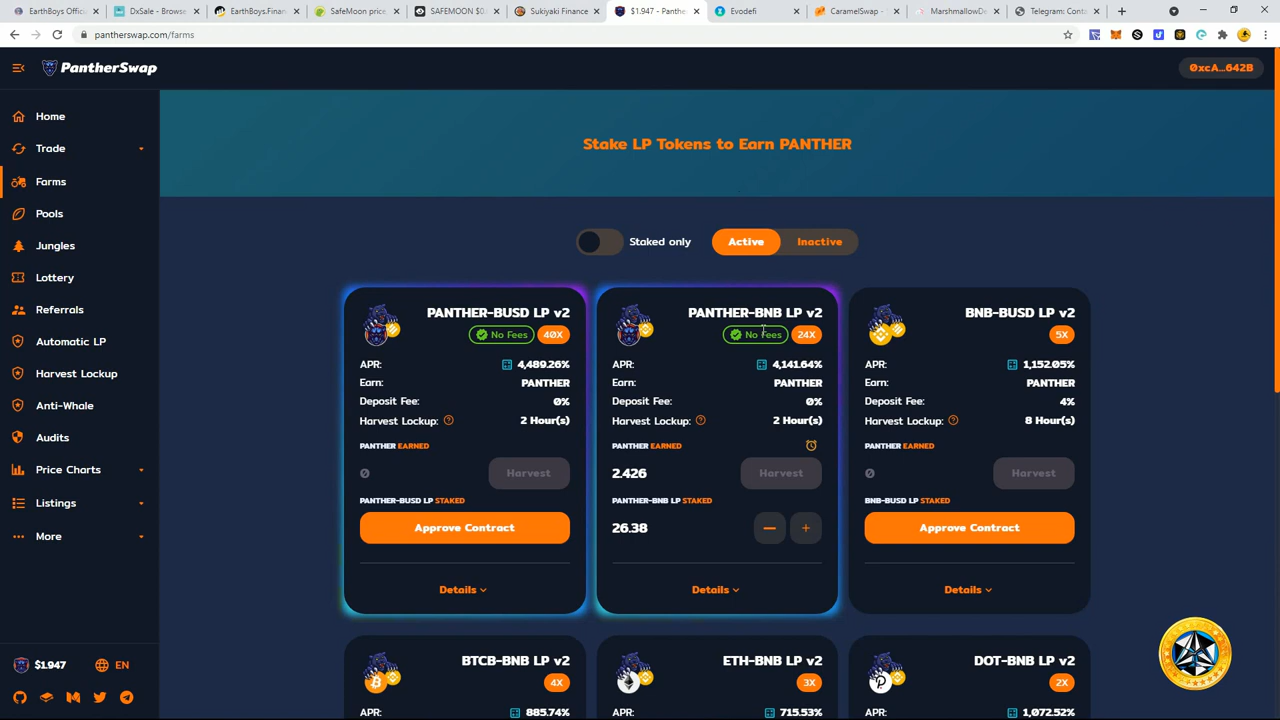 EarthBoys Offici
DxSale - Browse
EarthBoys.Financ
SafeMoon price,
SAFEMOON $0.
Sukiyaki Finance
$1.947 - Panthe
Evodefi
CaramelSwap -
MarshmallowDe
Telegram: Conta
pantherswap.com/farms
PantherSwap
0xcA...642B
Home
Trade
Farms
Pools
Jungles
Lottery
Referrals
Automatic LP
Harvest Lockup
Anti-Whale
Audits
Price Charts
Listings
More
$1.947
EN
Stake LP Tokens to Earn PANTHER
Staked only
Active
Inactive
PANTHER-BUSD LP v2
No Fees
40X
APR:
4,489.26%
Earn:
PANTHER
Deposit Fee:
0%
Harvest Lockup:
2 Hour(s)
PANTHER EARNED
0
Harvest
PANTHER-BUSD LP STAKED
Approve Contract
Details
PANTHER-BNB LP v2
No Fees
24X
APR:
4,141.64%
Earn:
PANTHER
Deposit Fee:
0%
Harvest Lockup:
2 Hour(s)
PANTHER EARNED
2.426
Harvest
PANTHER-BNB LP STAKED
26.38
Details
BNB-BUSD LP v2
5X
APR:
1,152.05%
Earn:
PANTHER
Deposit Fee:
4%
Harvest Lockup:
8 Hour(s)
PANTHER EARNED
0
Harvest
BNB-BUSD LP STAKED
Approve Contract
Details
BTCB-BNB LP v2
4X
APR:
885.74%
ETH-BNB LP v2
3X
APR:
715.53%
DOT-BNB LP v2
2X
APR:
1,072.52%